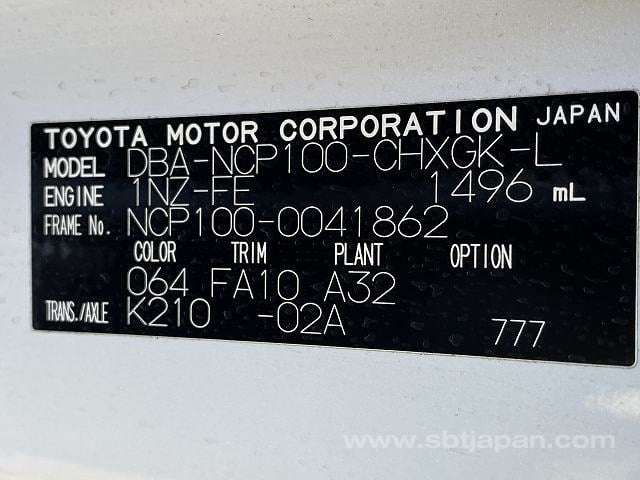 TOYOTA MOTOR CORPORATION JAPAN
MODEL DBA-NCP100-CHXGK-L
ENGINE 1NZ-FE 1496 mL
FRAME No. NCP100-0041862
COLOR TRIM PLANT OPTION
064 FA10 A32
TRANS./AXLE K210 -02A 777
www.sbtjapan.com